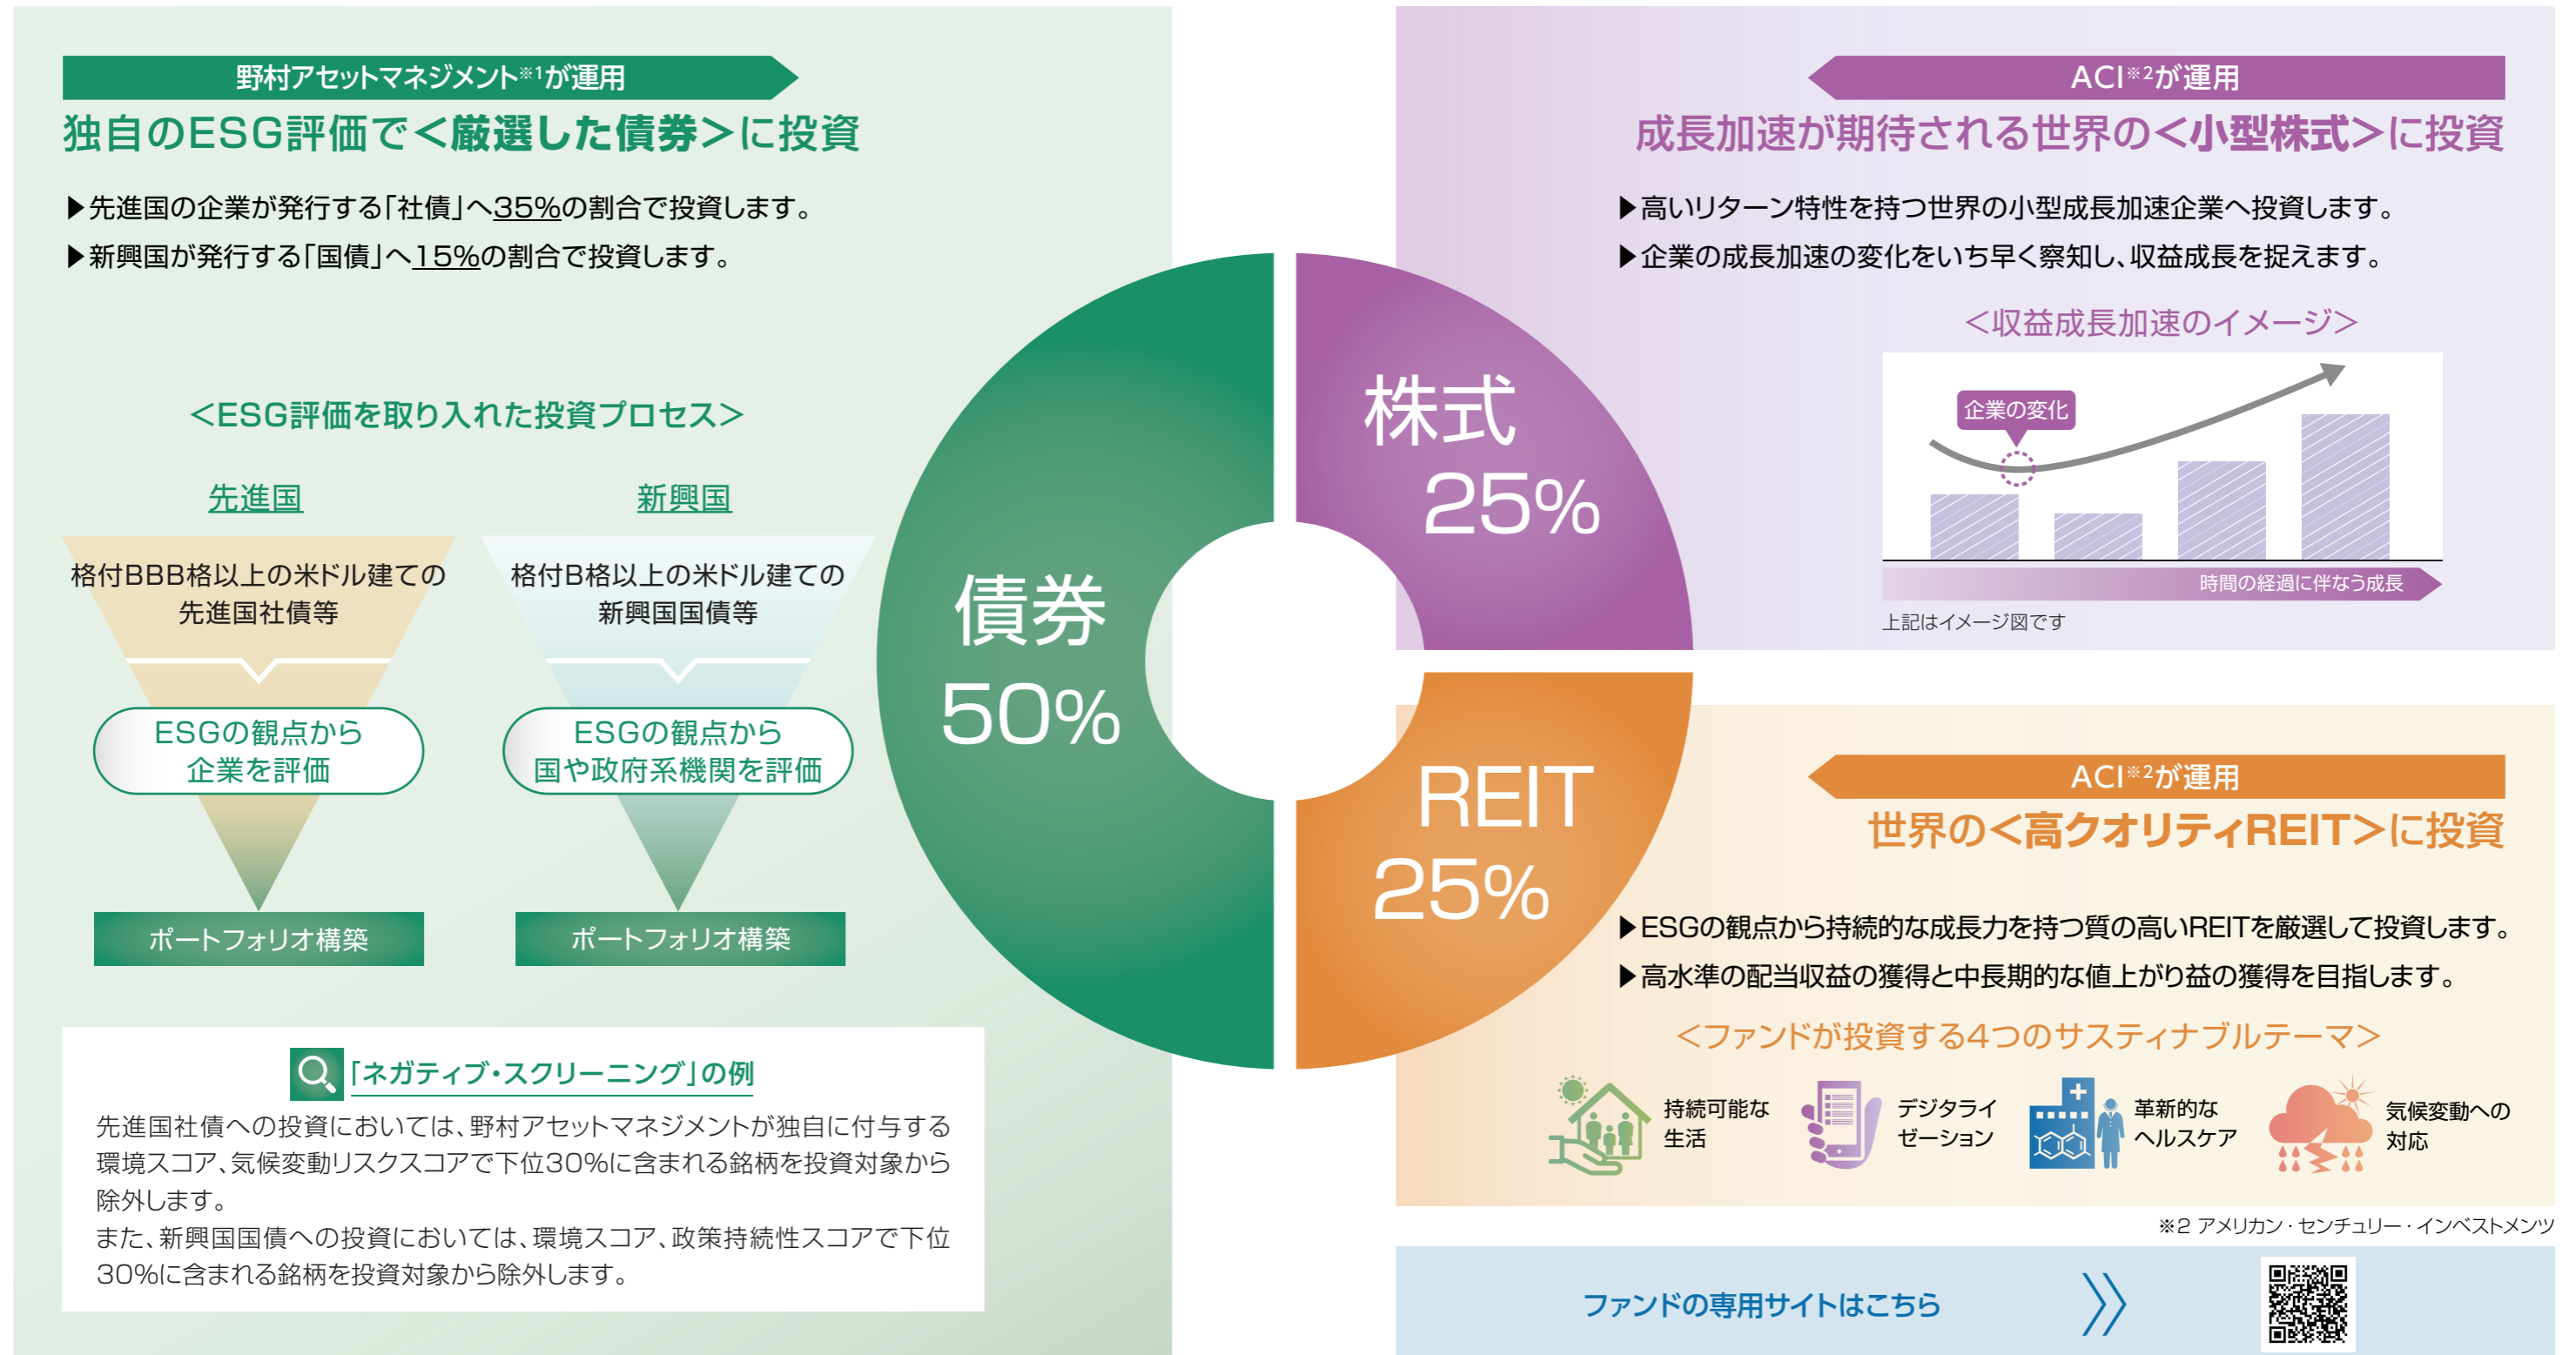 野村アセットマネジメント※1が運用
独自のESG評価で<厳選した債券>に投資
▶先進国の企業が発行する「社債」へ35%の割合で投資します。
▶新興国が発行する「国債」へ15%の割合で投資します。
<ESG評価を取り入れた投資プロセス>
先進国
格付BBB格以上の米ドル建ての
先進国社債等
ESGの観点から
企業を評価
ポートフォリオ構築
新興国
格付B格以上の米ドル建ての
新興国国債等
ESGの観点から
国や政府系機関を評価
ポートフォリオ構築
「ネガティブ・スクリーニング」の例
先進国社債への投資においては、野村アセットマネジメントが独自に付与する
環境スコア、気候変動リスクスコアで下位30%に含まれる銘柄を投資対象から
除外します。
また、新興国国債への投資においては、環境スコア、政策持続性スコアで下位
30%に含まれる銘柄を投資対象から除外します。
債券
50%
株式
25%
REIT
25%
ACI※2が運用
成長加速が期待される世界の<小型株式>に投資
▶高いリターン特性を持つ世界の小型成長加速企業へ投資します。
▶企業の成長加速の変化をいち早く察知し、収益成長を捉えます。
<収益成長加速のイメージ>
企業の変化
時間の経過に伴なう成長
上記はイメージ図です
ACI※2が運用
世界の<高クオリティREIT>に投資
▶ESGの観点から持続的な成長力を持つ質の高いREITを厳選して投資します。
▶高水準の配当収益の獲得と中長期的な値上がり益の獲得を目指します。
<ファンドが投資する4つのサスティナブルテーマ>
持続可能な
生活
デジタライ
ゼーション
革新的な
ヘルスケア
気候変動への
対応
※2 アメリカン・センチュリー・インベストメンツ
ファンドの専用サイトはこちら